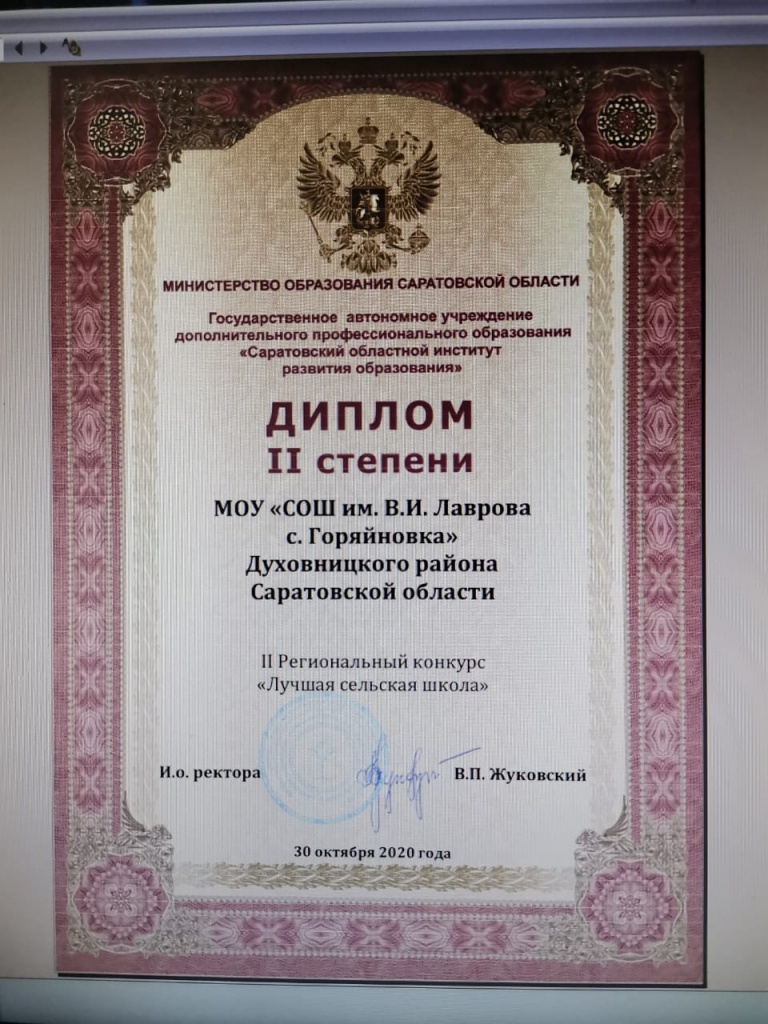 МИНИСТЕРСТВО ОБРАЗОВАНИЯ САРАТОВСКОЙ ОБЛАСТИ
Государственное автономное учреждение
дополнительного профессионального образования
«Саратовский областной институт
развития образования»
ДИПЛОМ
II степени
МОУ «СОШ им. В.И. Лаврова
с. Горяйновка»
Духовницкого района
Саратовской области
II Региональный конкурс
«Лучшая сельская школа»
И.о. ректора В.П. Жуковский
30 октября 2020 года